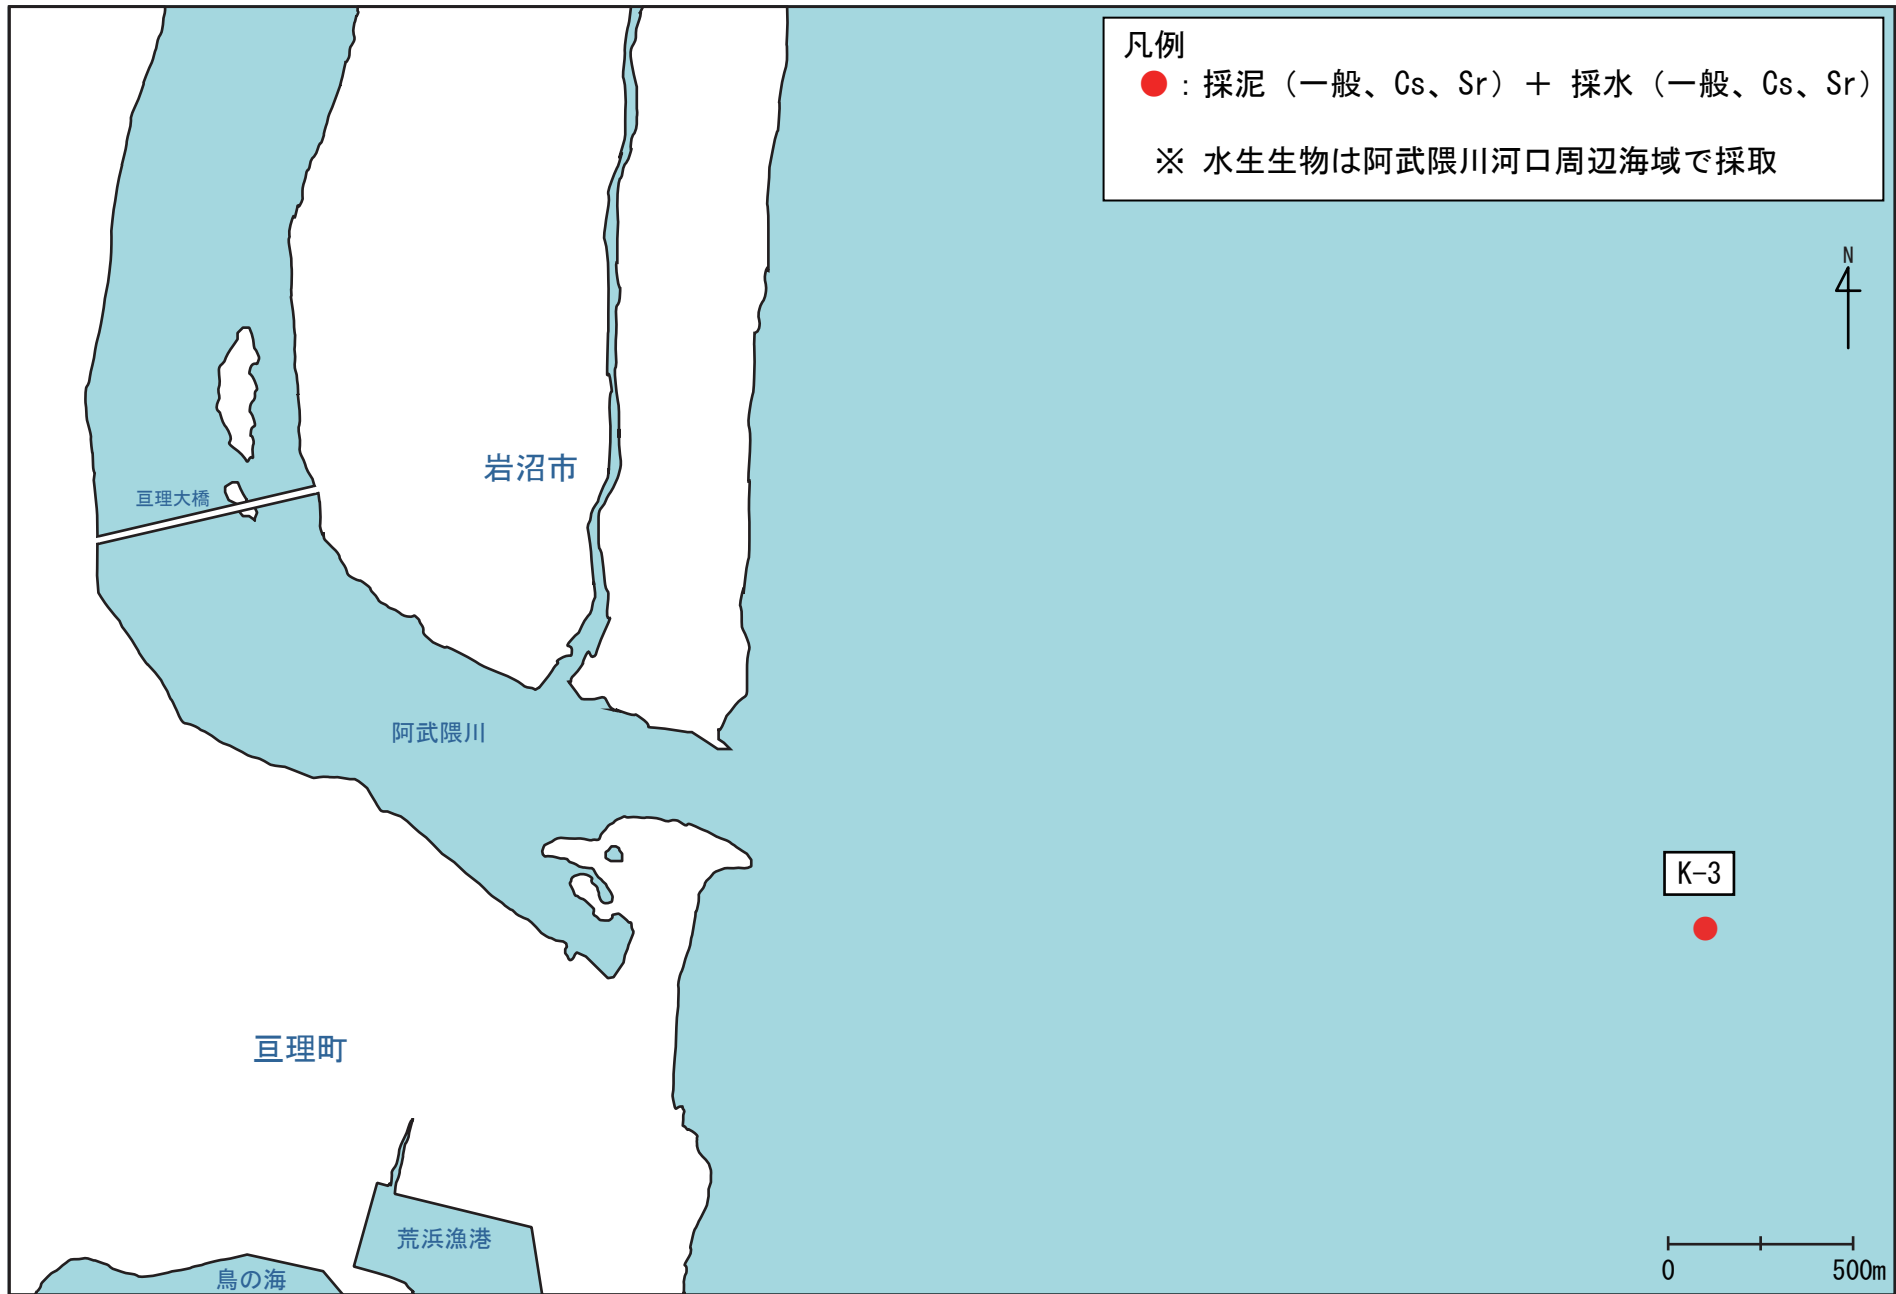 凡例
●：採泥（一般、Cs、Sr）＋ 採水（一般、Cs、Sr）
※ 水生生物は阿武隈川河口周辺海域で採取
N
岩沼市
亘理大橋
阿武隈川
K-3
亘理町
荒浜漁港
鳥の海
0 500m